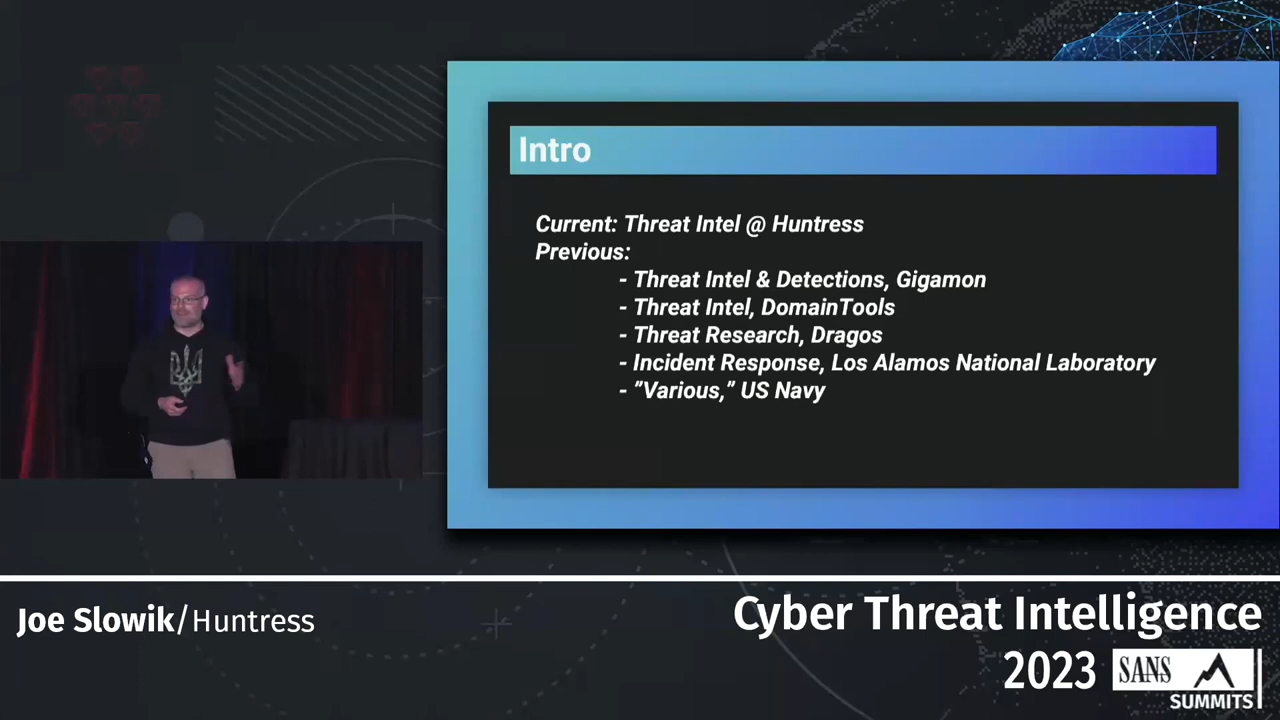 Intro
Current: Threat Intel @ Huntress
Previous:
- Threat Intel & Detections, Gigamon
- Threat Intel, DomainTools
- Threat Research, Dragos
- Incident Response, Los Alamos National Laboratory
- ”Various,” US Navy
Joe Slowik/Huntress
Cyber Threat Intelligence
2023 SANS
SUMMITS